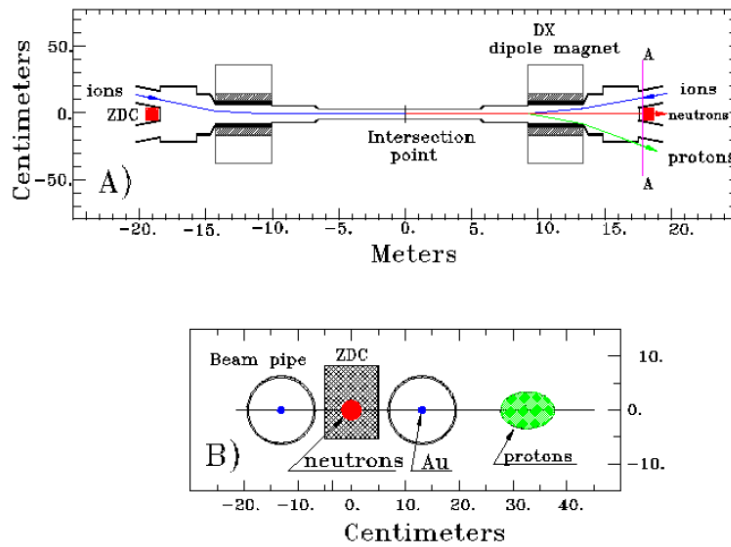 Centimeters
50.
0.
-50.
DX
dipole magnet
A
ions
ZDC
ions
neutrons
Intersection
point
protons
A)
A
-20.
-15.
-10.
-5.
0.
5.
10.
15.
20.
Meters
Beam pipe
ZDC
10.
0.
-10.
B)
neutrons
Au
protons
-20.
-10.
0.
10.
20.
30.
40.
Centimeters